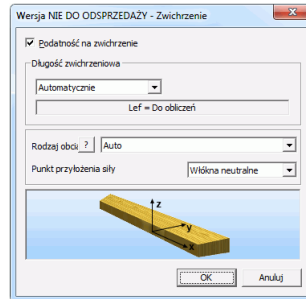 Wersja NIE DO ODSPRZEDAŻY - Zwichrzenie
Podatność na zwichrzenie
Długość zwichrzeniowa
Automatycznie
Lef = Do obliczeń
Rodzaj obcią ? Auto
Punkt przyłożenia siły Włókna neutralne
z
y
x
OK Anuluj